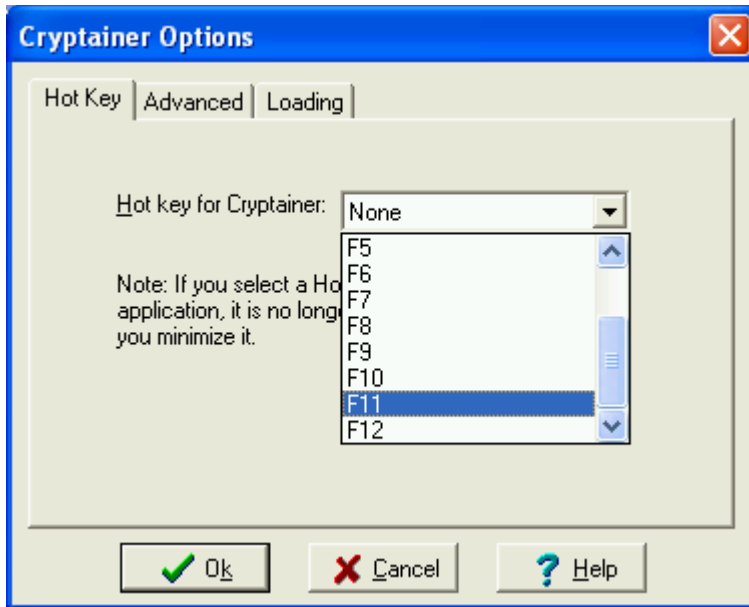 Cryptainer Options
Hot Key Advanced Loading
Hot key for Cryptainer: None
F5
F6
Note: If you select a Ho
F7
application, it is no long
F8
you minimize it.
F9
F10
F11
F12
Ok Cancel Help